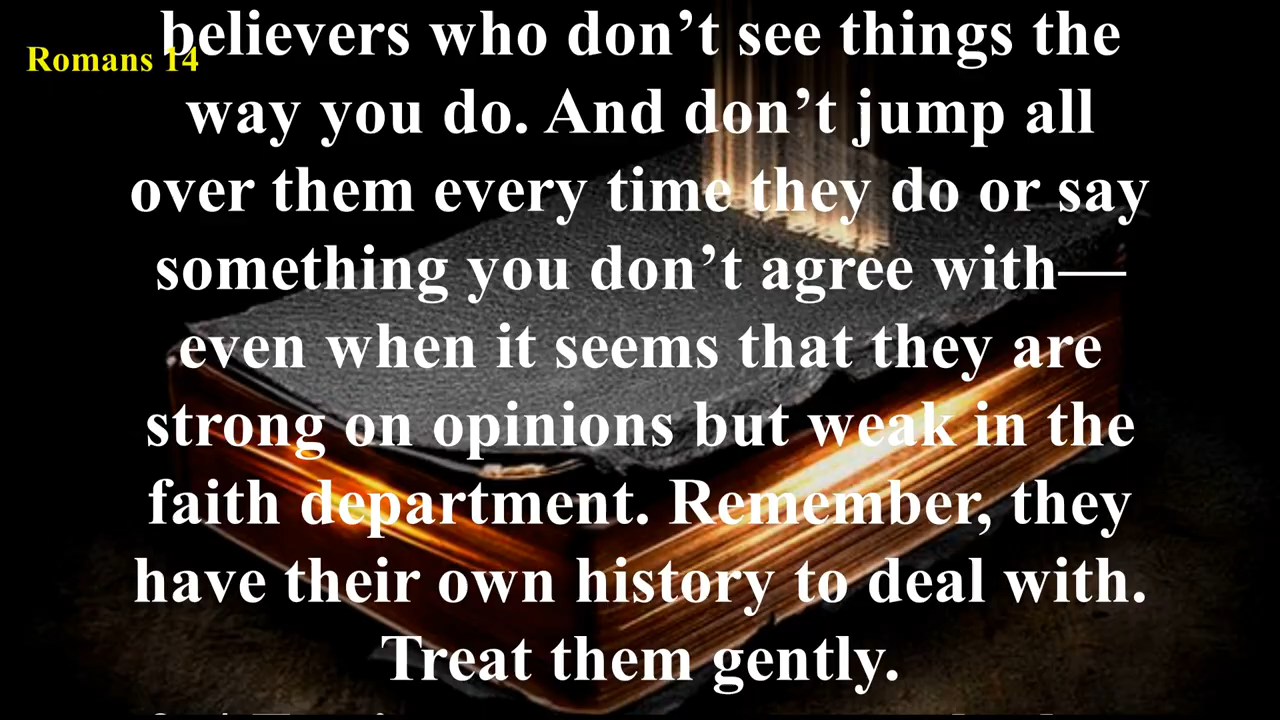 believers who don’t see things the
Romans 14
way you do. And don’t jump all
over them every time they do or say
something you don’t agree with—
even when it seems that they are
strong on opinions but weak in the
faith department. Remember, they
have their own history to deal with.
Treat them gently.